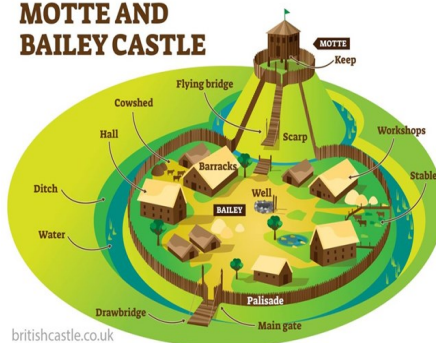 MOTTE AND
BAILEY CASTLE
MOTTE
Keep
Flying bridge
Cowshed
Scarp
Hall
Workshops
Barracks
Stable
Well
Ditch
BAILEY
Water
Palisade
Drawbridge
Main gate
britishcastle.co.uk